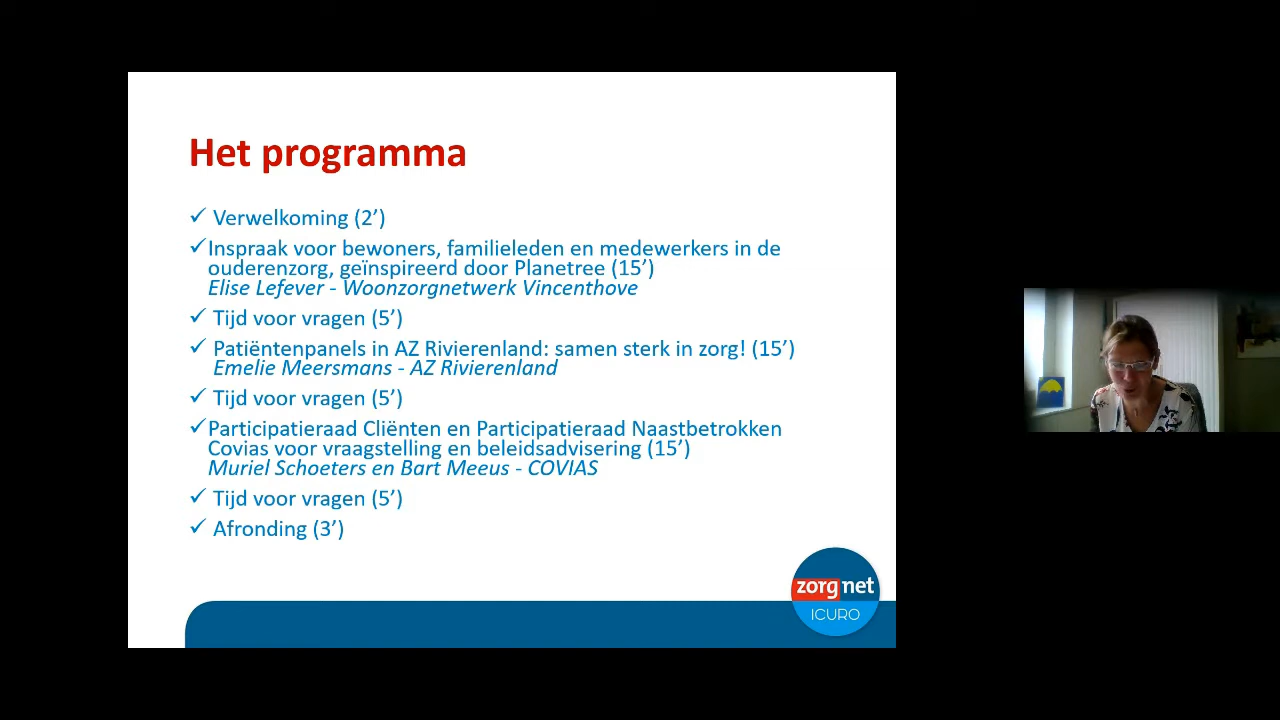 Het programma
✓ Verwelkoming (2’)
✓Inspraak voor bewoners, familieleden en medewerkers in de
ouderenzorg, geïnspireerd door Planetree (15’)
Elise Lefever - Woonzorgnetwerk Vincenthove
✓ Tijd voor vragen (5’)
✓ Patiëntenpanels in AZ Rivierenland: samen sterk in zorg! (15’)
Emelie Meersmans - AZ Rivierenland
✓ Tijd voor vragen (5’)
✓Participatieraad Cliënten en Participatieraad Naastbetrokken
Covias voor vraagstelling en beleidsadvisering (15’)
Muriel Schoeters en Bart Meeus - COVIAS
✓ Tijd voor vragen (5’)
✓ Afronding (3’)
zorgnet
ICURO